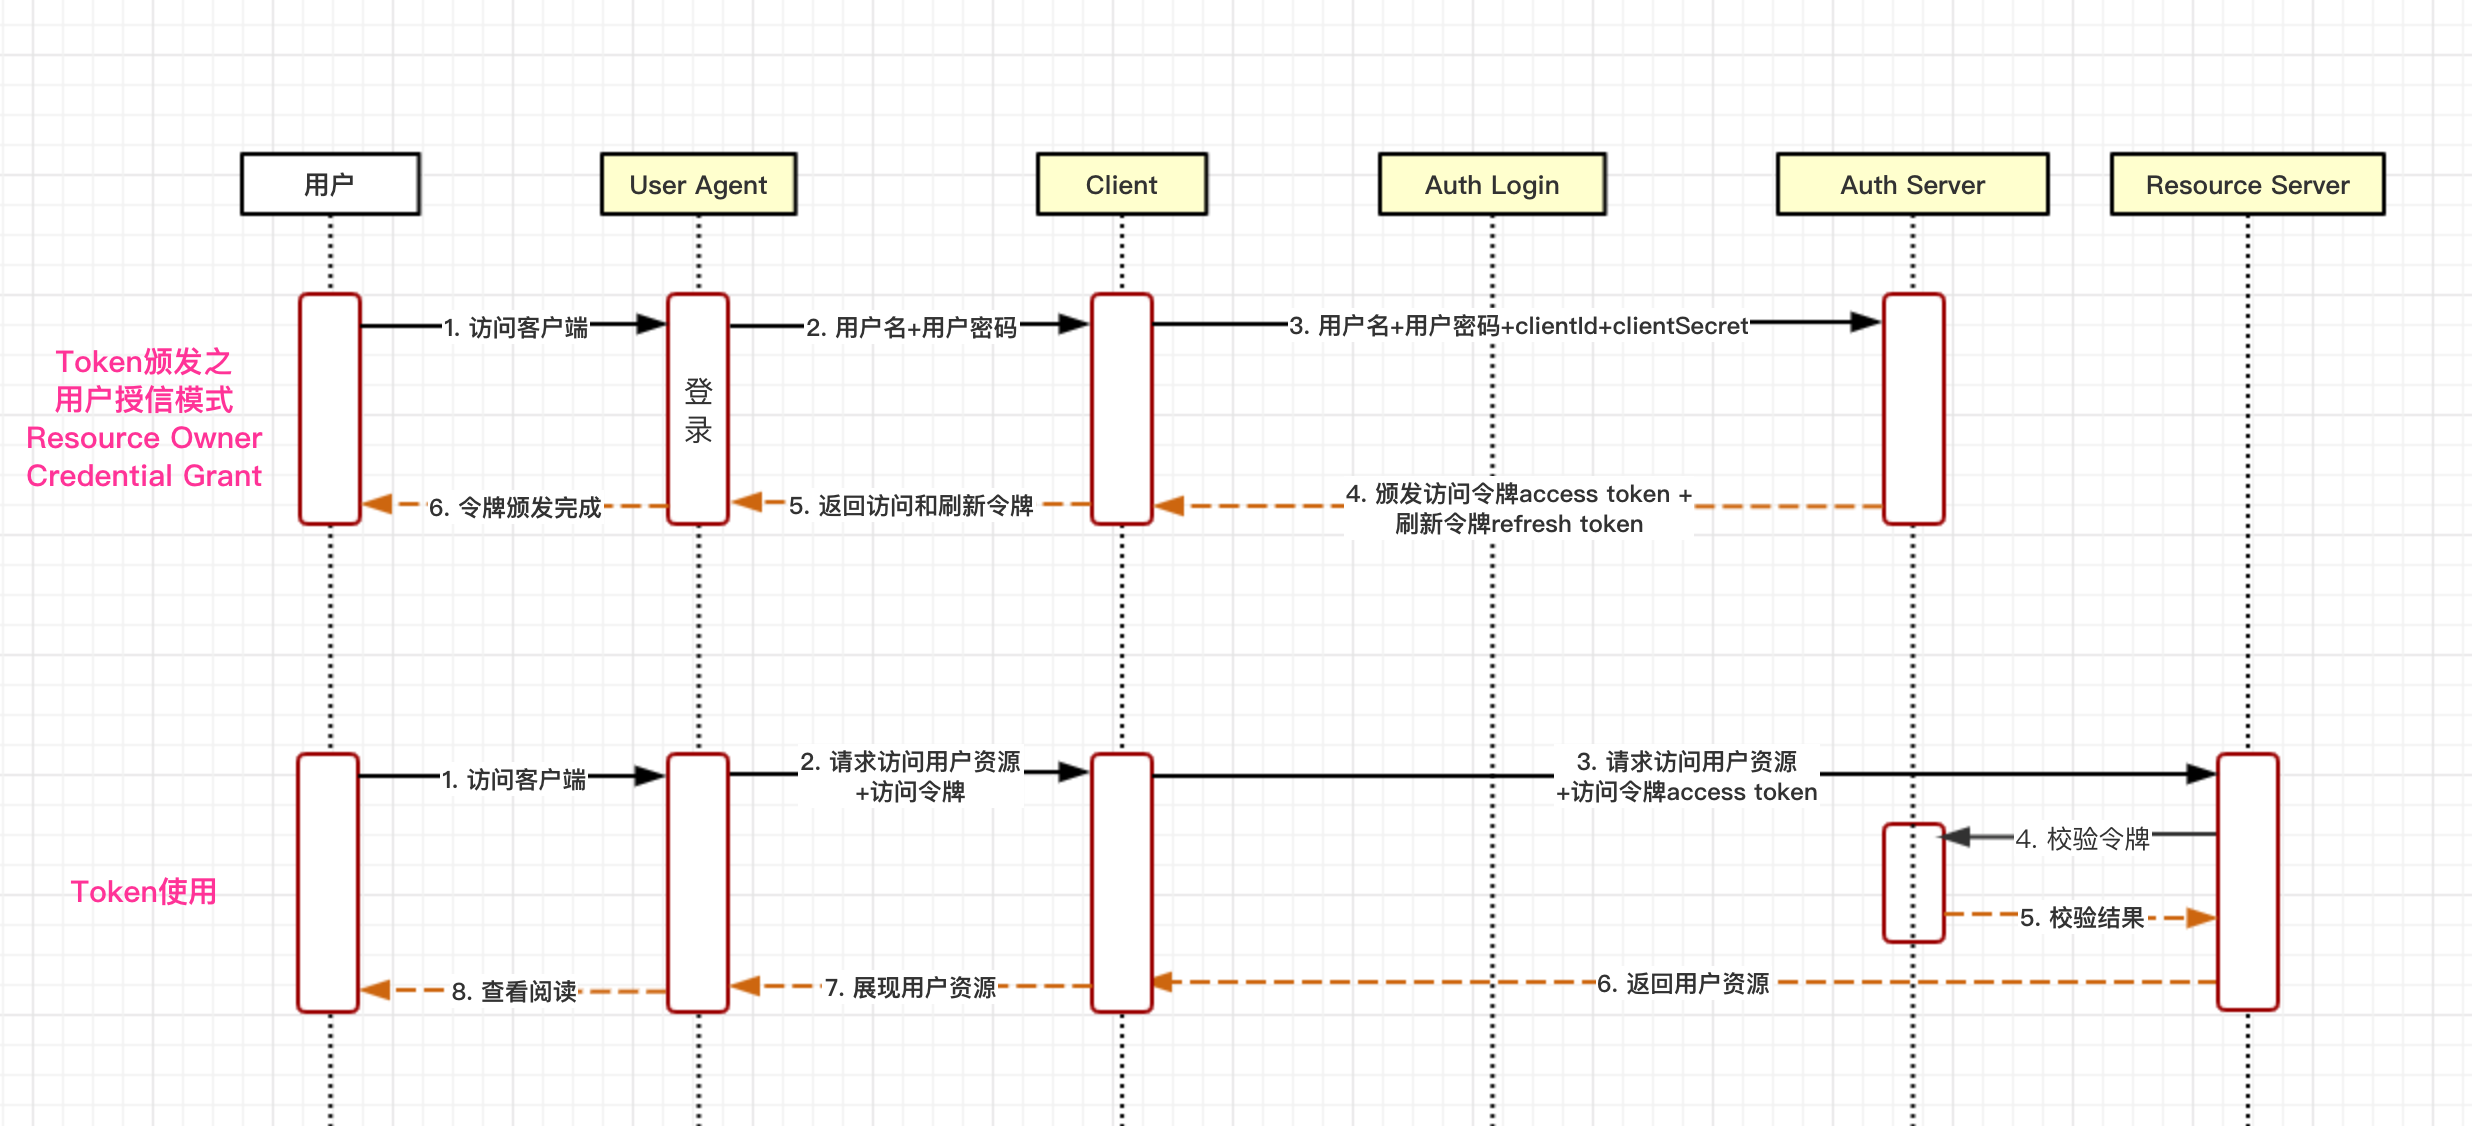 用户
User Agent
Client
Auth Login
Auth Server
Resource Server
Token颁发之
用户授信模式
Resource Owner
Credential Grant
1. 访问客户端
登
录
2. 用户名+用户密码
3. 用户名+用户密码+clientId+clientSecret
4. 颁发访问令牌access token +
刷新令牌refresh token
5. 返回访问和刷新令牌
6. 令牌颁发完成
Token使用
1. 访问客户端
2. 请求访问用户资源
+访问令牌
3. 请求访问用户资源
+访问令牌access token
4. 校验令牌
5. 校验结果
6. 返回用户资源
7. 展现用户资源
8. 查看阅读